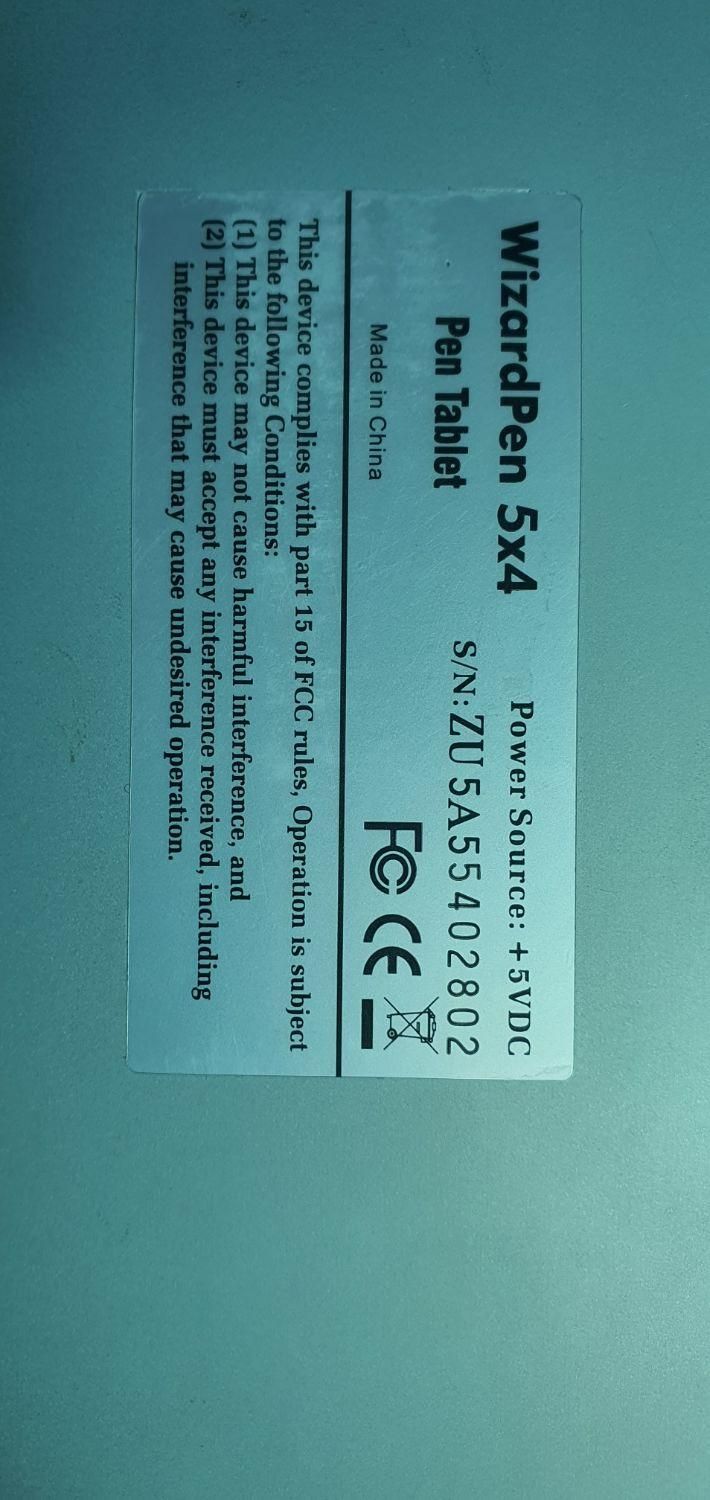 WizardPen 5x4
Power Source: +5VDC
Pen Tablet
S/N: ZU5A55402802
Made in China
FC CE
This device complies with part 15 of FCC rules, Operation is subject
to the following Conditions:
(1) This device may not cause harmful interference, and
(2) This device must accept any interference received, including
interference that may cause undesired operation.